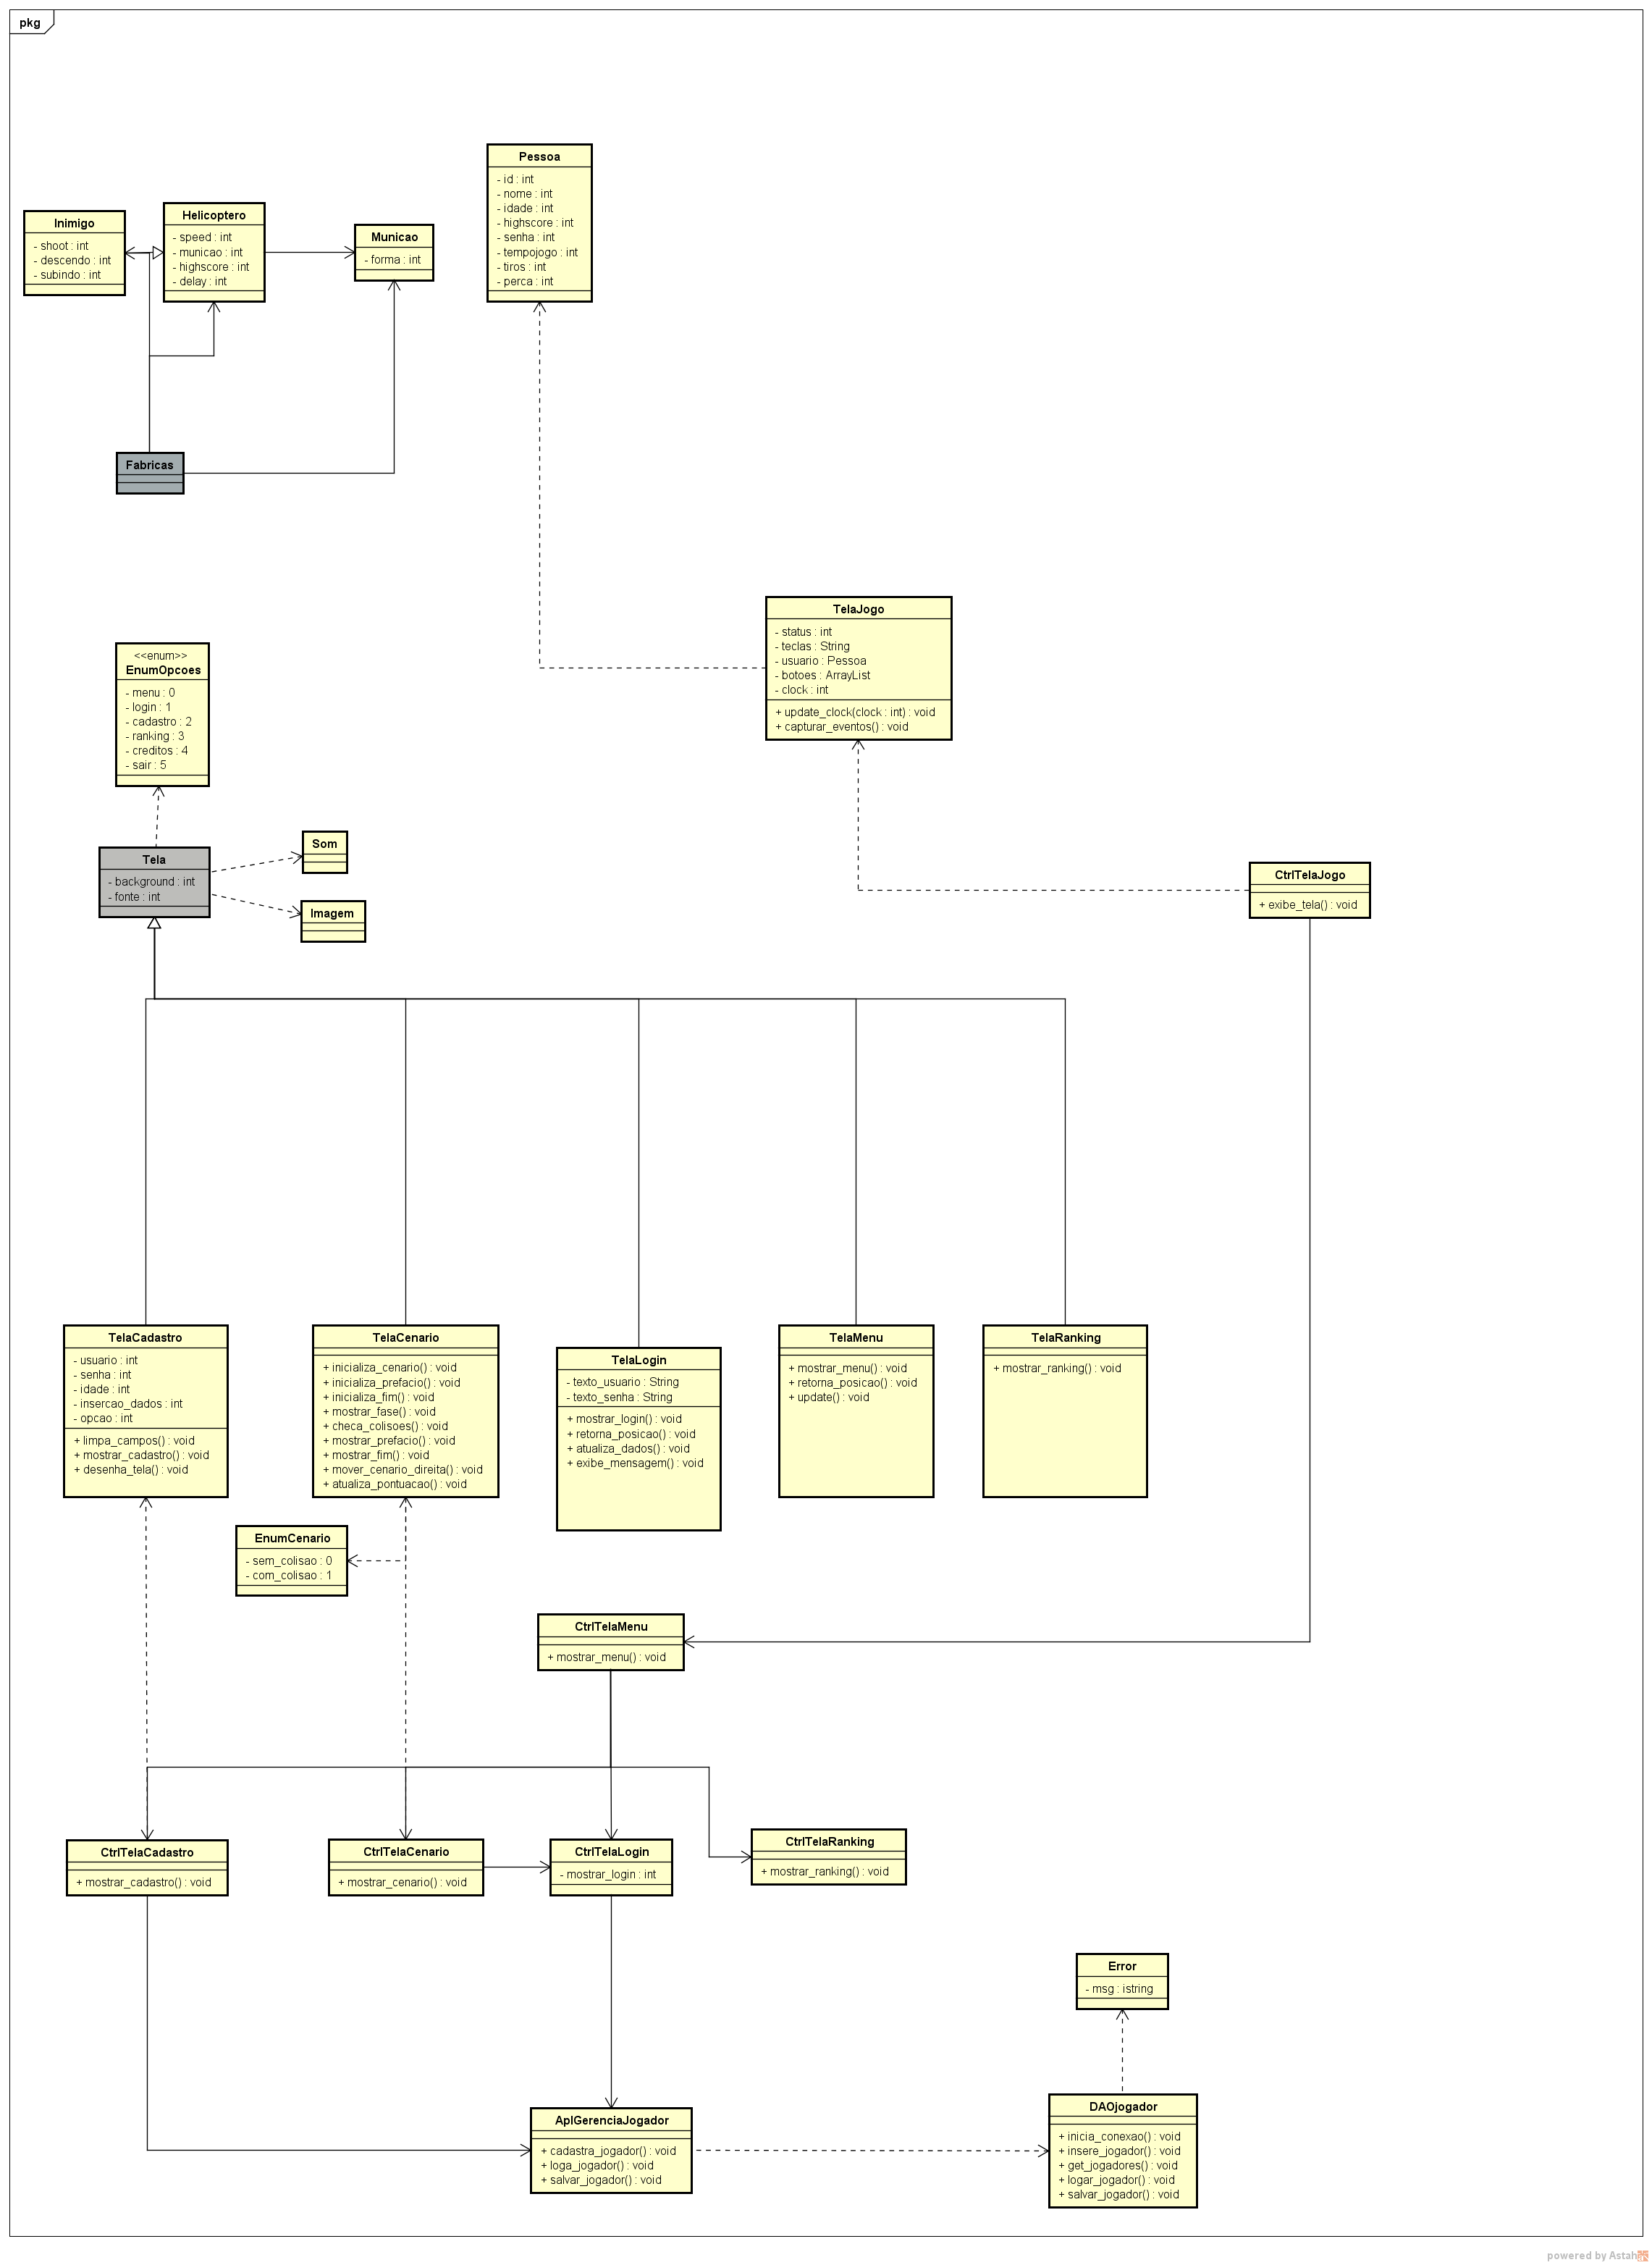 pkg
Pessoa
- id : int
- nome : int
- idade : int
- highscore : int
- senha : int
- tempojogo : int
- tiros : int
- perca : int
Inimigo
- shoot : int
- descendo : int
- subindo : int
Helicoptero
- speed : int
- municao : int
- highscore : int
- delay : int
Municao
- forma : int
Fabricas
TelaJogo
- status : int
- teclas : String
- usuario : Pessoa
- botoes : ArrayList
- clock : int
+ update_clock(clock : int) : void
+ capturar_eventos() : void
<<enum>>
EnumOpcoes
- menu : 0
- login : 1
- cadastro : 2
- ranking : 3
- creditos : 4
- sair : 5
Tela
- background : int
- fonte : int
Som
Imagem
CtrlTelaJogo
+ exibe_tela() : void
TelaCadastro
- usuario : int
- senha : int
- idade : int
- insercao_dados : int
- opcao : int
+ limpa_campos() : void
+ mostrar_cadastro() : void
+ desenha_tela() : void
TelaCenario
+ inicializa_cenario() : void
+ inicializa_prefacio() : void
+ inicializa_fim() : void
+ mostrar_fase() : void
+ checa_colisoes() : void
+ mostrar_prefacio() : void
+ mostrar_fim() : void
+ mover_cenario_direita() : void
+ atualiza_pontuacao() : void
TelaLogin
- texto_usuario : String
- texto_senha : String
+ mostrar_login() : void
+ retorna_posicao() : void
+ atualiza_dados() : void
+ exibe_mensagem() : void
TelaMenu
+ mostrar_menu() : void
+ retorna_posicao() : void
+ update() : void
TelaRanking
+ mostrar_ranking() : void
EnumCenario
- sem_colisao : 0
- com_colisao : 1
CtrlTelaMenu
+ mostrar_menu() : void
CtrlTelaCadastro
+ mostrar_cadastro() : void
CtrlTelaCenario
+ mostrar_cenario() : void
CtrlTelaLogin
- mostrar_login : int
CtrlTelaRanking
+ mostrar_ranking() : void
Error
- msg : istring
AplGerenciaJogador
+ cadastra_jogador() : void
+ loga_jogador() : void
+ salvar_jogador() : void
DAOjogador
+ inicia_conexao() : void
+ insere_jogador() : void
+ get_jogadores() : void
+ logar_jogador() : void
+ salvar_jogador() : void
powered by Astah